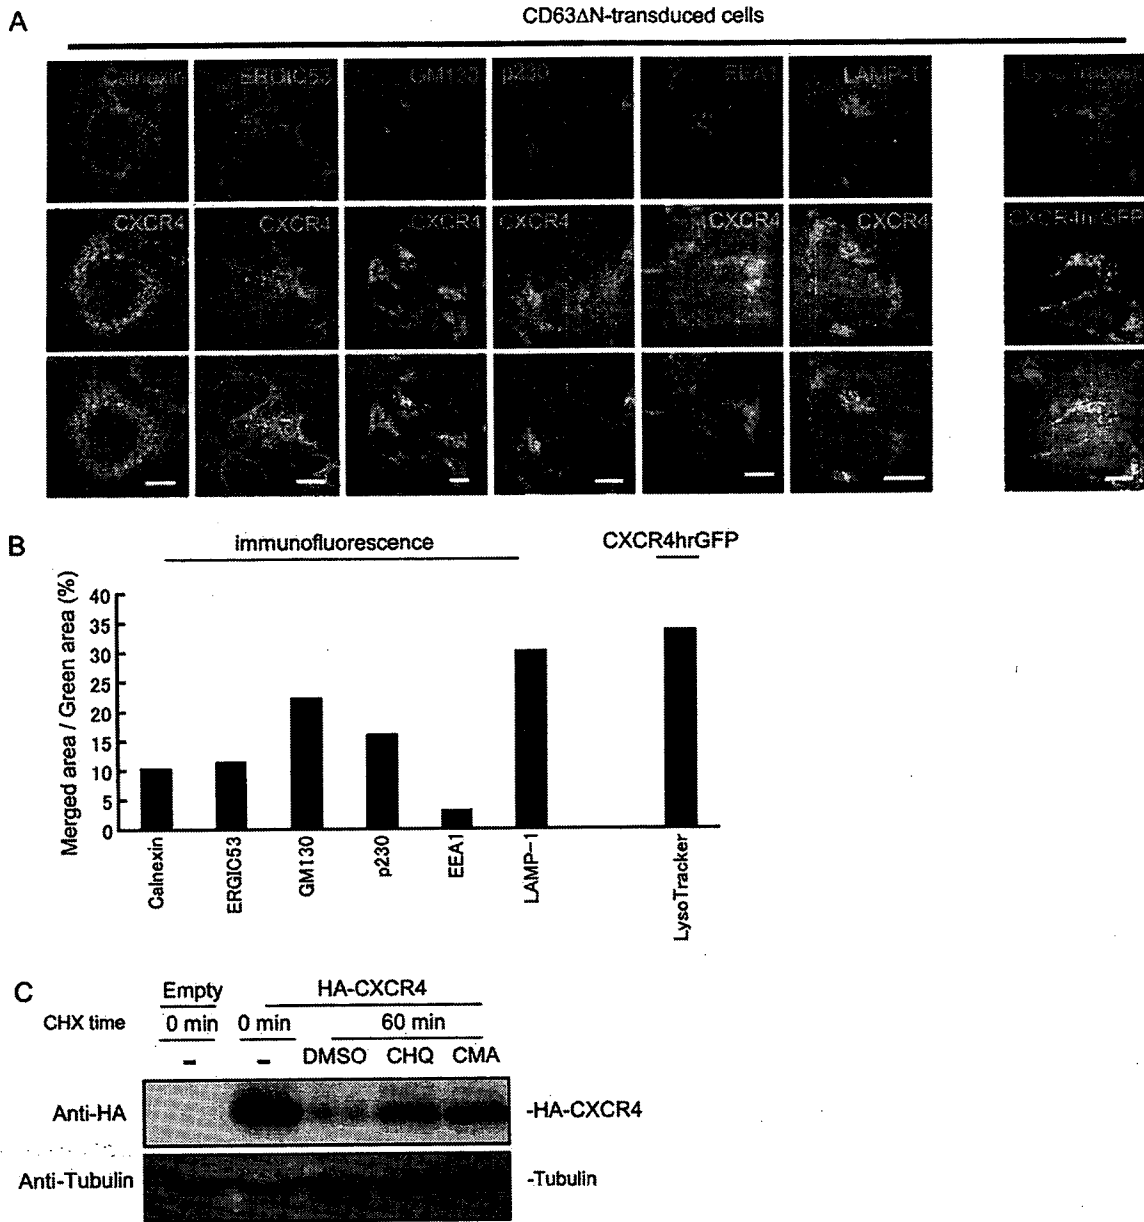 A
CD63ΔN-transduced cells
Calnexin ERGIC53 GM130 p230 EEA1 LAMP-1 LysoTracker
CXCR4 CXCR4 CXCR4 CXCR4 CXCR4 CXCR4 CXCR4hrGFP
B
immunofluorescence CXCR4hrGFP
Merged area / Green area (%)
40
35
30
25
20
15
10
5
0
Calnexin ERGIC53 GM130 p230 EEA1 LAMP-1 LysoTracker
C
Empty HA-CXCR4
CHX time 0 min 0 min 60 min
- - DMSO CHQ CMA
Anti-HA -HA-CXCR4
Anti-Tubulin -Tubulin